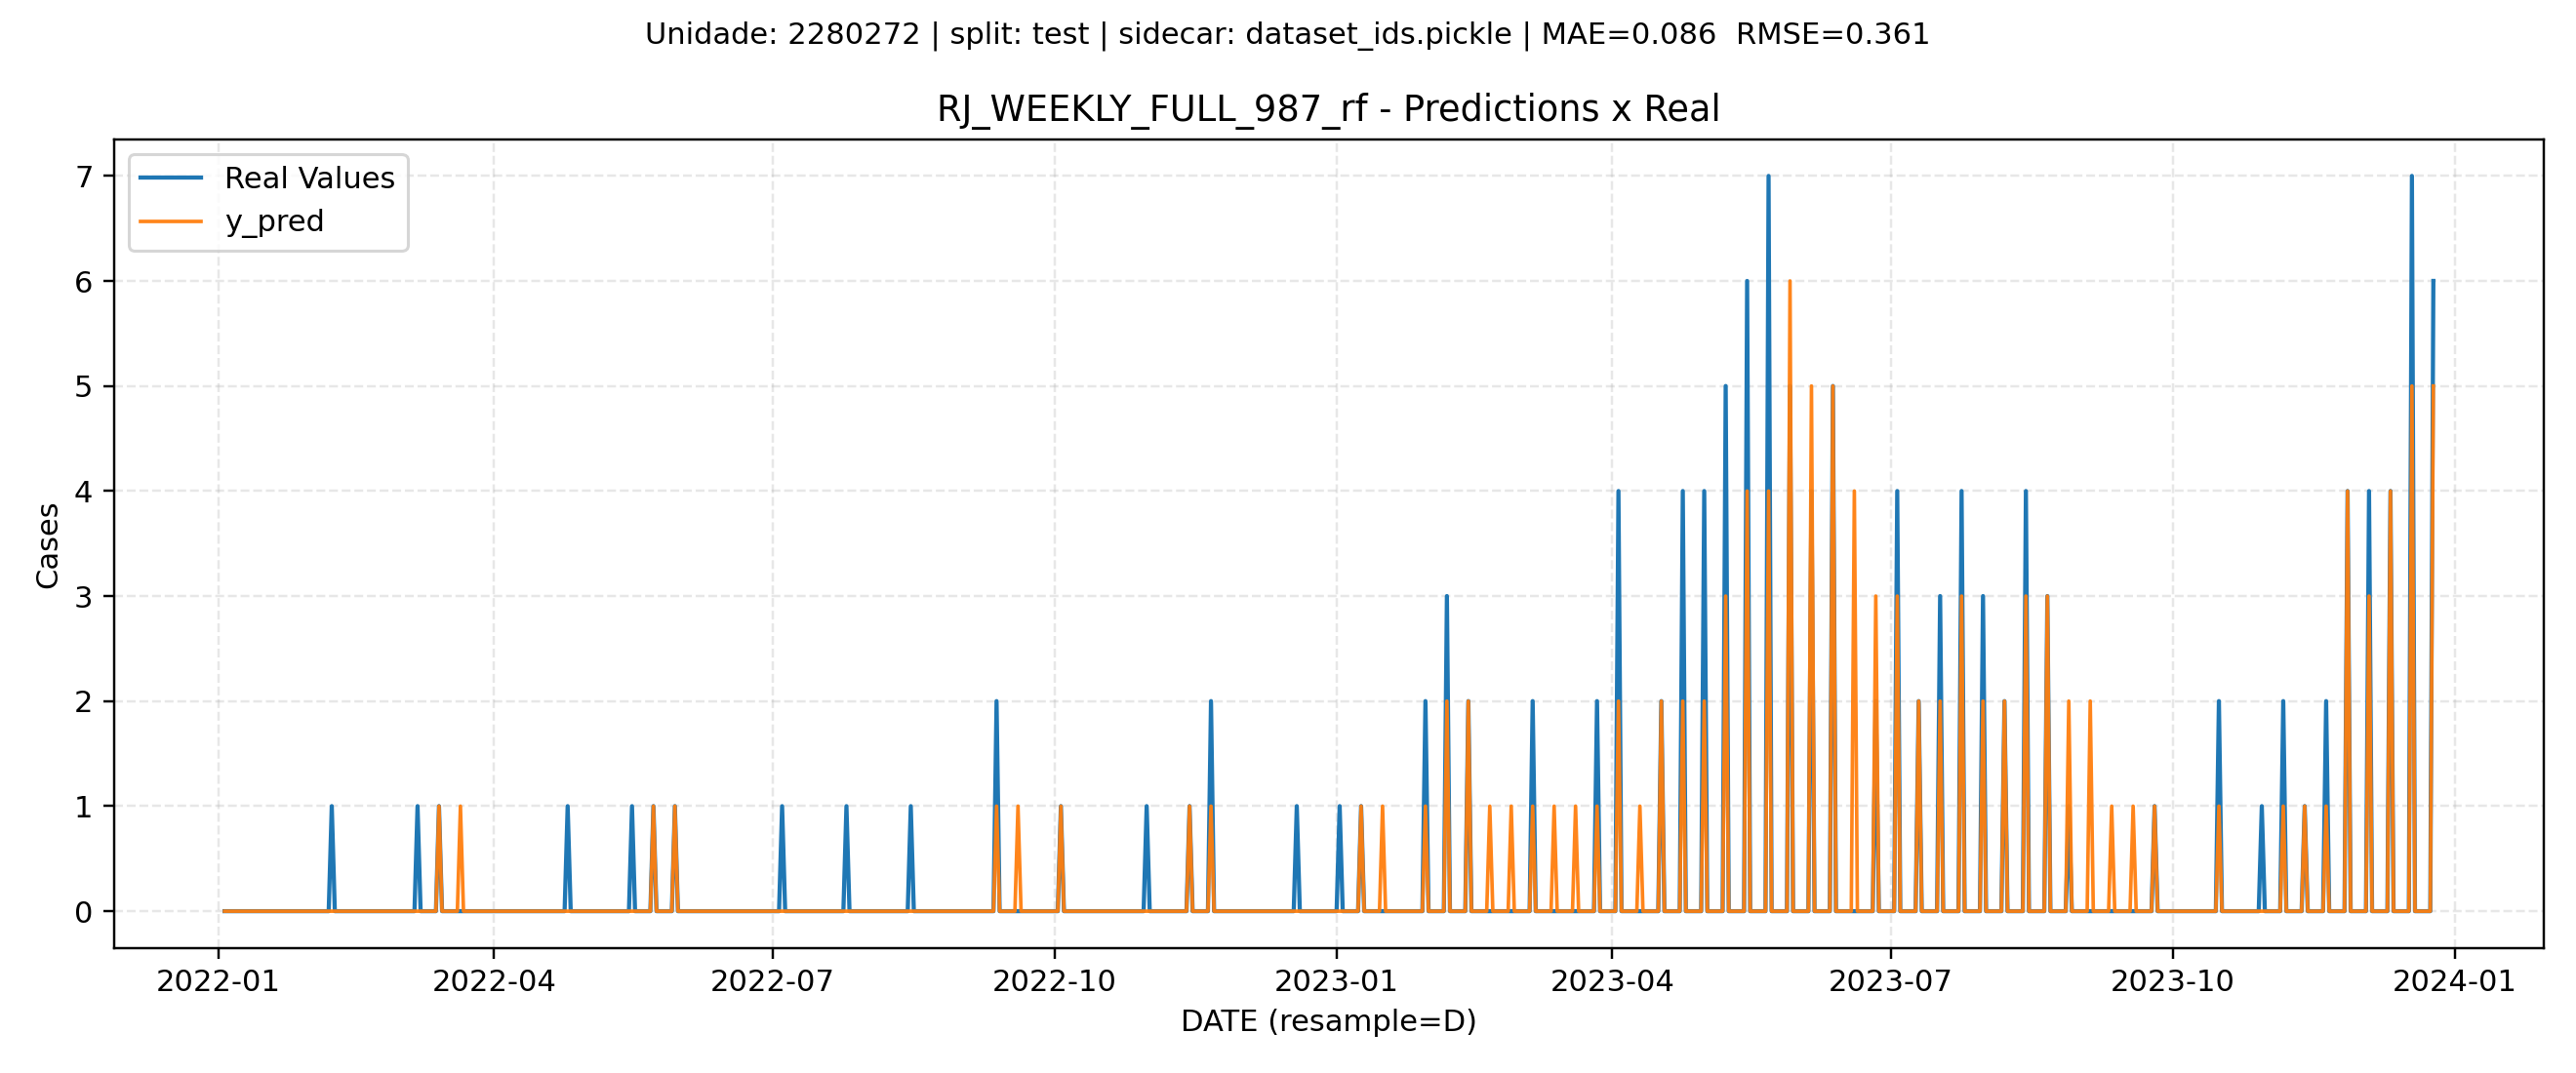 Unidade: 2280272 | split: test | sidecar: dataset_ids.pickle | MAE=0.086  RMSE=0.361
RJ_WEEKLY_FULL_987_rf - Predictions x Real
Real Values
y_pred
7
6
5
4
3
2
1
0
Cases
2022-01 2022-04 2022-07 2022-10 2023-01 2023-04 2023-07 2023-10 2024-01
DATE (resample=D)